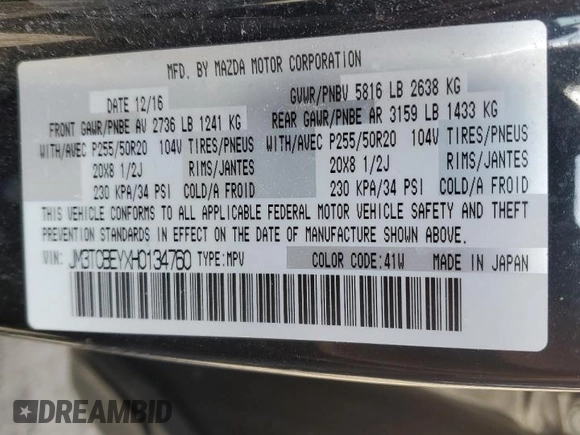 MFD. BY MAZDA MOTOR CORPORATION
DATE 12/16 GVWR/PNBV 5816 LB 2638 KG
FRONT GAWR/PNBE AV 2736 LB 1241 KG REAR GAWR/PNBE AR 3159 LB 1433 KG
WITH/AVEC P255/50R20 104V TIRES/PNEUS WITH/AVEC P255/50R20 104V TIRES/PNEUS
20X8 1/2J RIMS/JANTES 20X8 1/2J RIMS/JANTES
230 KPA/34 PSI COLD/A FROID 230 KPA/34 PSI COLD/A FROID
THIS VEHICLE CONFORMS TO ALL APPLICABLE FEDERAL MOTOR VEHICLE SAFETY AND THEFT
PREVENTION STANDARDS IN EFFECT ON THE DATE OF MANUFACTURE SHOWN ABOVE.
VIN: JM3TCBEYXH0134760 TYPE:MPV COLOR CODE:41W MADE IN JAPAN
DREAMBID